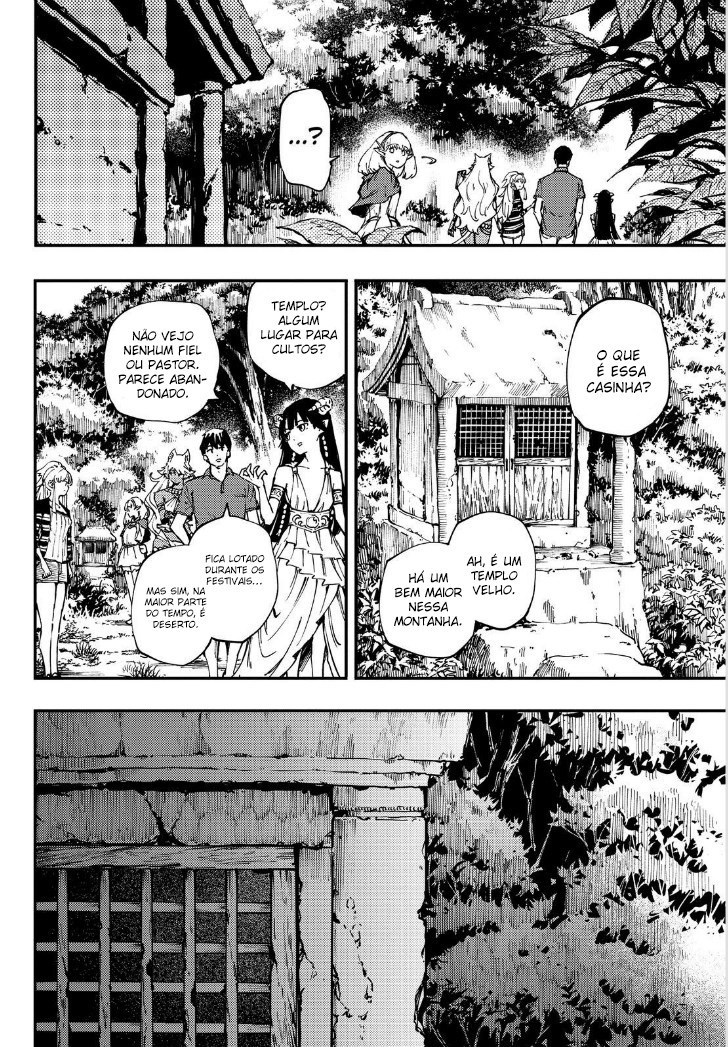 ...?
O QUE
É ESSA
CASINHA?
AH, É UM
TEMPLO
VELHO.
HÁ UM
BEM MAIOR
NESSA
MONTANHA.
TEMPLO?
ALGUM
LUGAR PARA
CULTOS?
NÃO VEJO
NENHUM FIEL
OU PASTOR.
PARECE ABAN-
DONADO.
FICA LOTADO
DURANTE OS
FESTIVAIS...
MAS SIM, NA
MAIOR PARTE
DO TEMPO, É
DESERTO.